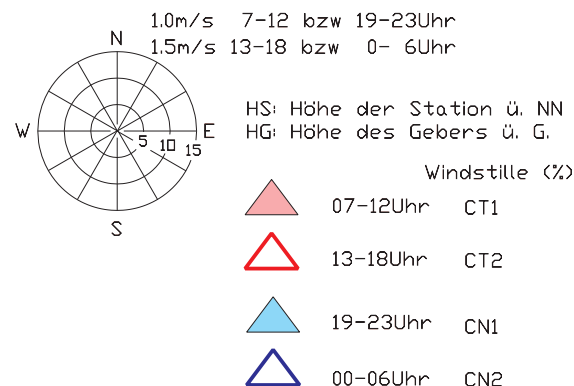 1.0m/s 7-12 bzw 19-23Uhr
N
1.5m/s 13-18 bzw 0- 6Uhr
HS: Höhe der Station ü. NN
W E HG: Höhe des Gebers ü. G.
5 10 15
Windstille (%)
07-12Uhr CT1
S
13-18Uhr CT2
19-23Uhr CN1
00-06Uhr CN2